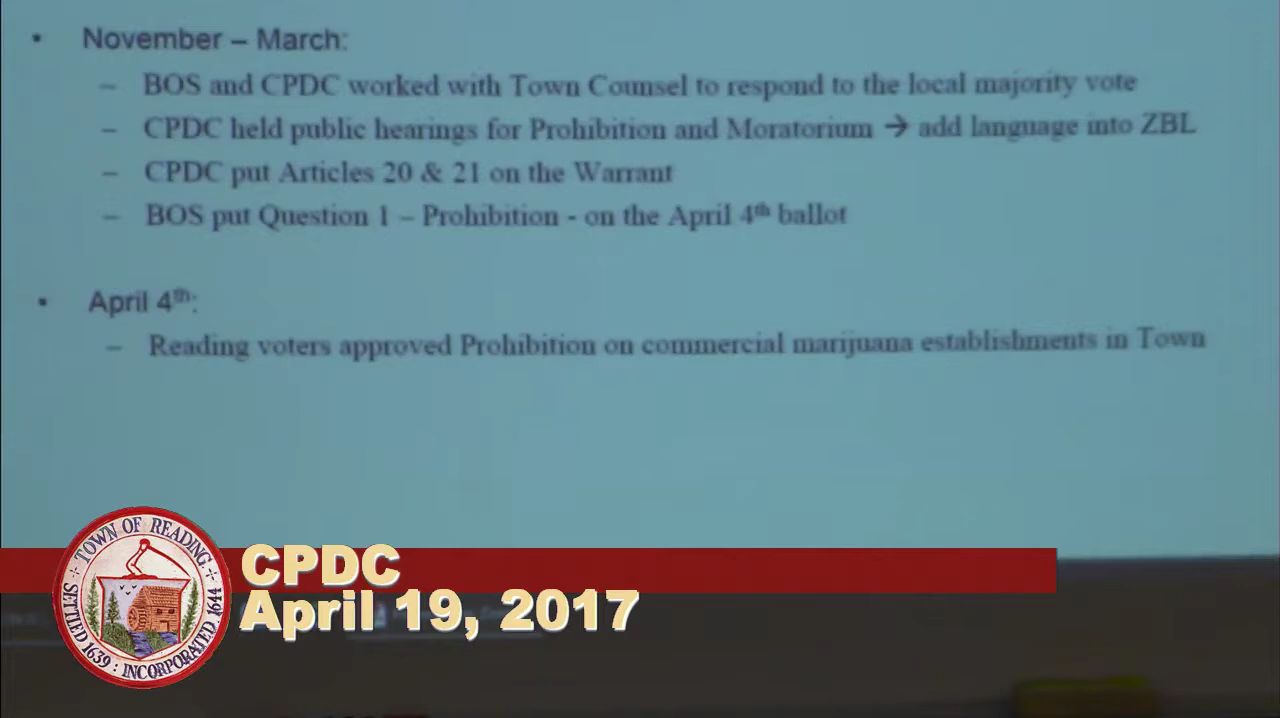 • November – March:
– BOS and CPDC worked with Town Counsel to respond to the local majority vote
– CPDC held public hearings for Prohibition and Moratorium → add language into ZBL
– CPDC put Articles 20 & 21 on the Warrant
– BOS put Question 1 – Prohibition - on the April 4th ballot
• April 4th:
– Reading voters approved Prohibition on commercial marijuana establishments in Town
TOWN OF READING
SETTLED 1639 : INCORPORATED 1644
CPDC
April 19, 2017